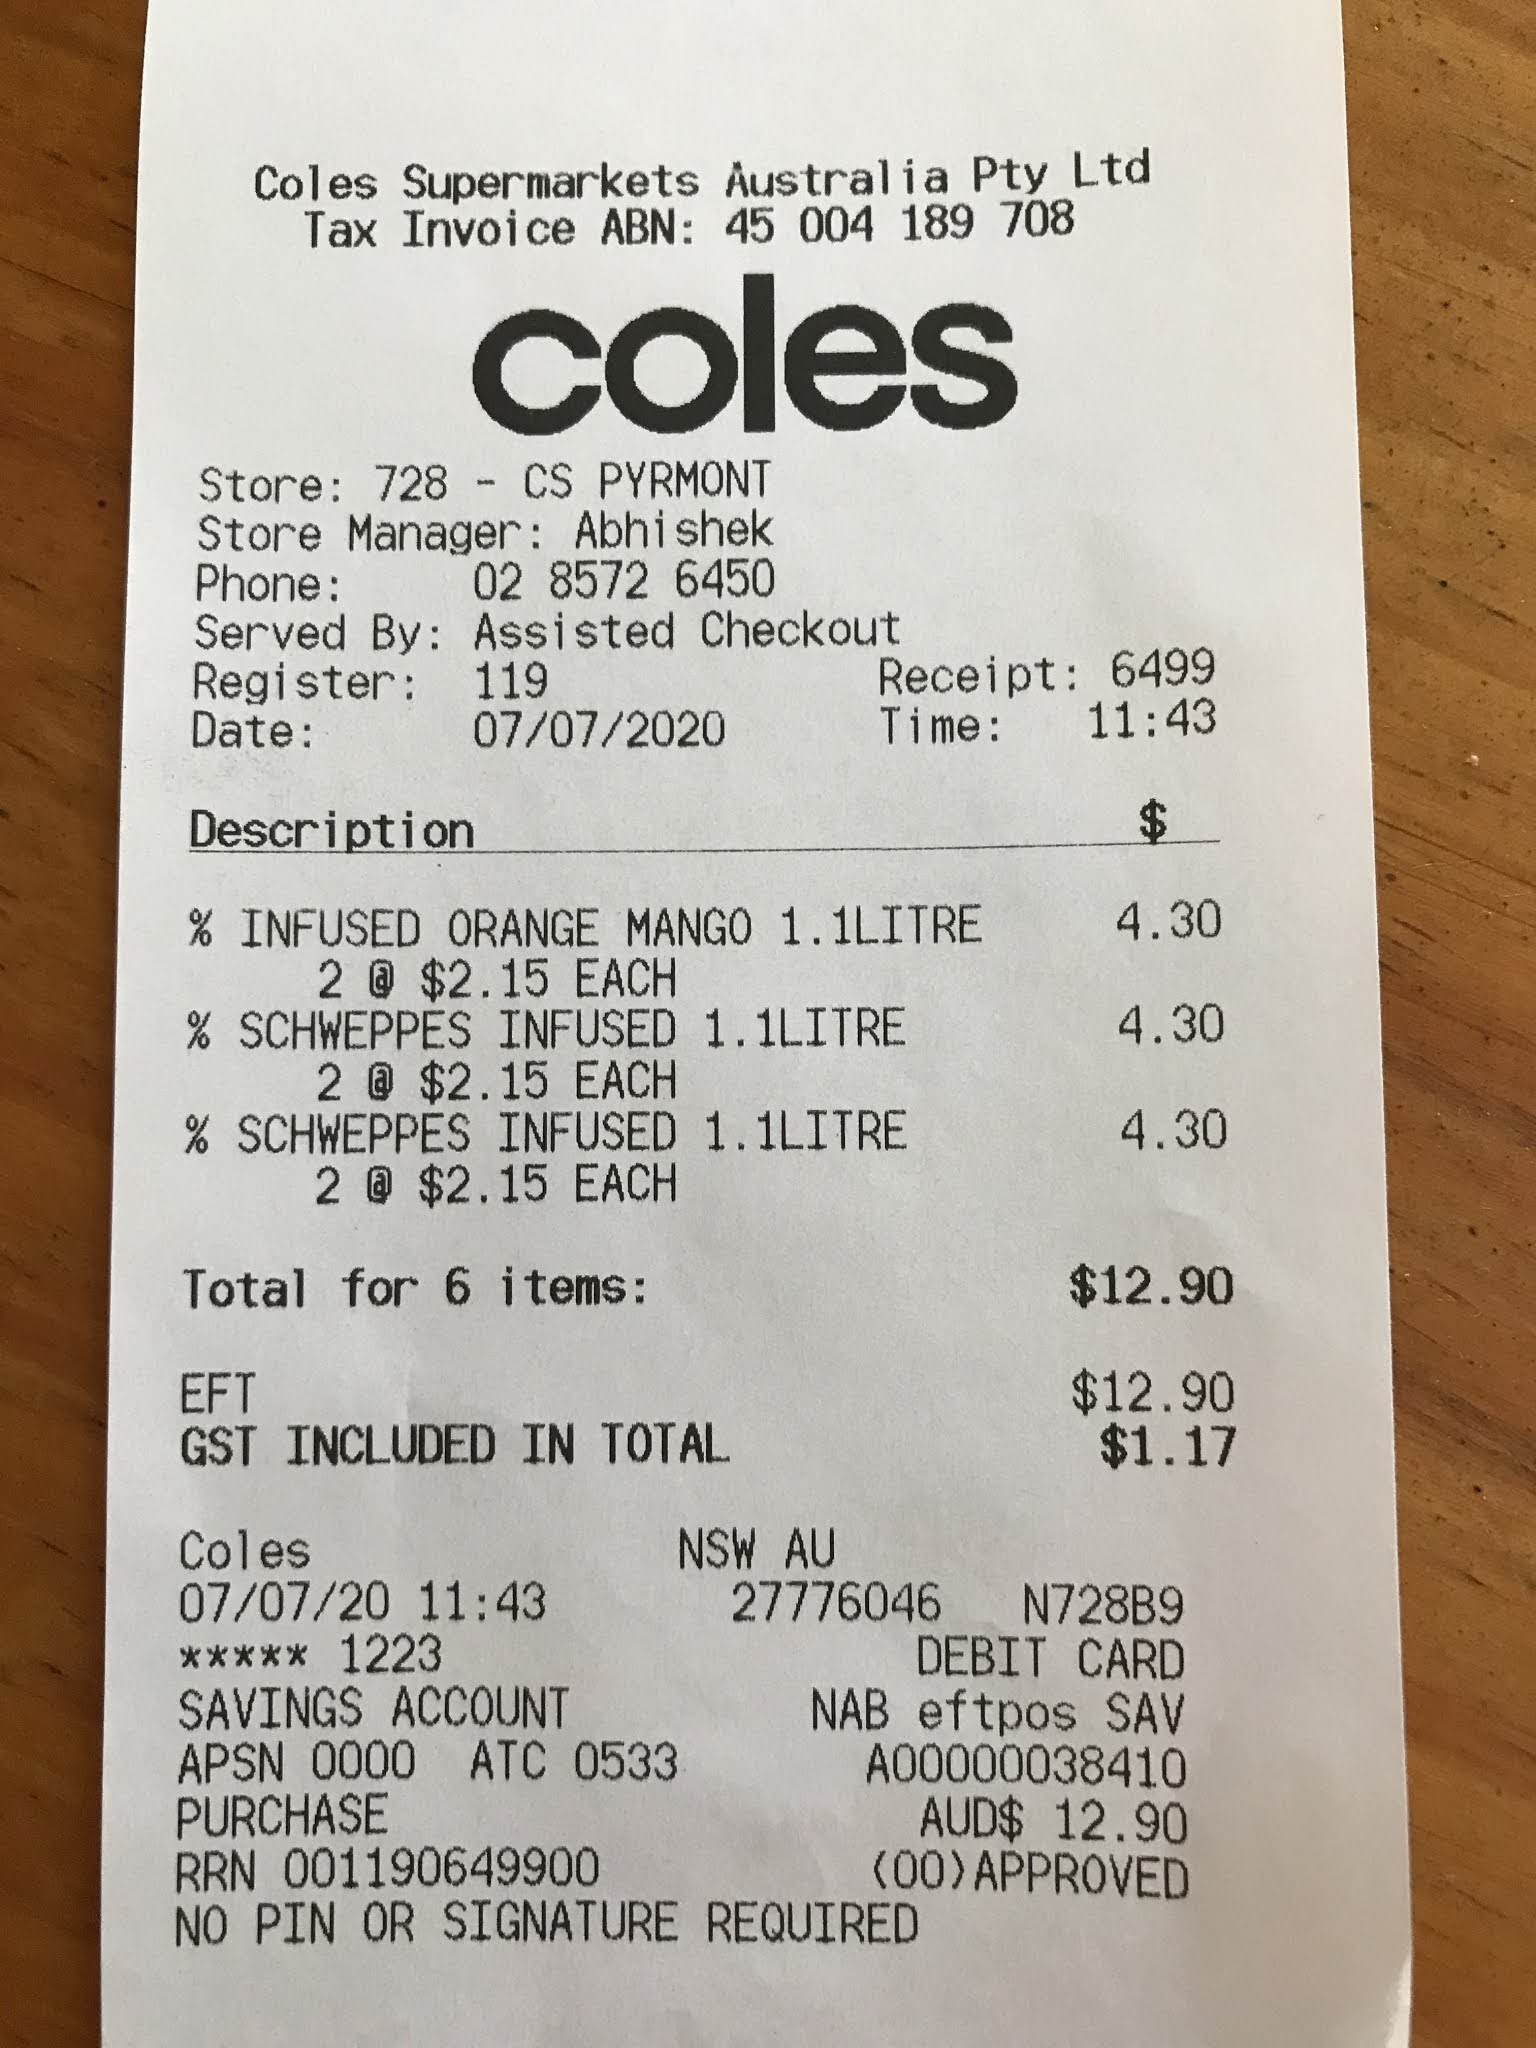 Coles Supermarkets Australia Pty Ltd
Tax Invoice ABN: 45 004 189 708
coles
Store: 728 - CS PYRMONT
Store Manager: Abhishek
Phone: 02 8572 6450
Served By: Assisted Checkout
Register: 119 Receipt: 6499
Date: 07/07/2020 Time: 11:43
Description $
% INFUSED ORANGE MANGO 1.1LITRE 4.30
2 @ $2.15 EACH
% SCHWEPPES INFUSED 1.1LITRE 4.30
2 @ $2.15 EACH
% SCHWEPPES INFUSED 1.1LITRE 4.30
2 @ $2.15 EACH
Total for 6 items: $12.90
EFT $12.90
GST INCLUDED IN TOTAL $1.17
Coles NSW AU
07/07/20 11:43 27776046 N728B9
***** 1223 DEBIT CARD
SAVINGS ACCOUNT NAB eftpos SAV
APSN 0000 ATC 0533 A00000038410
PURCHASE AUD$ 12.90
RRN 001190649900 (00)APPROVED
NO PIN OR SIGNATURE REQUIRED